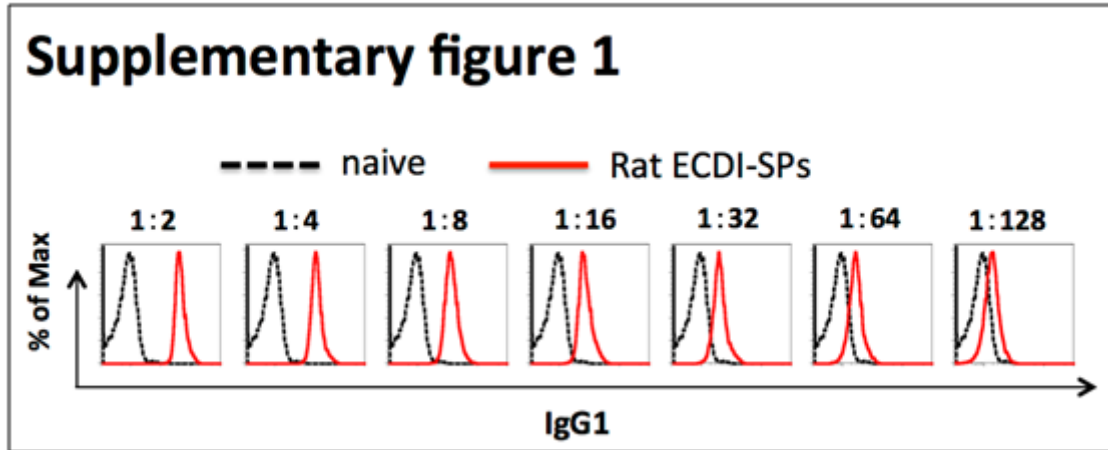 Supplementary figure 1
naive Rat ECDI-SPs
1:2 1:4 1:8 1:16 1:32 1:64 1:128
% of Max
IgG1